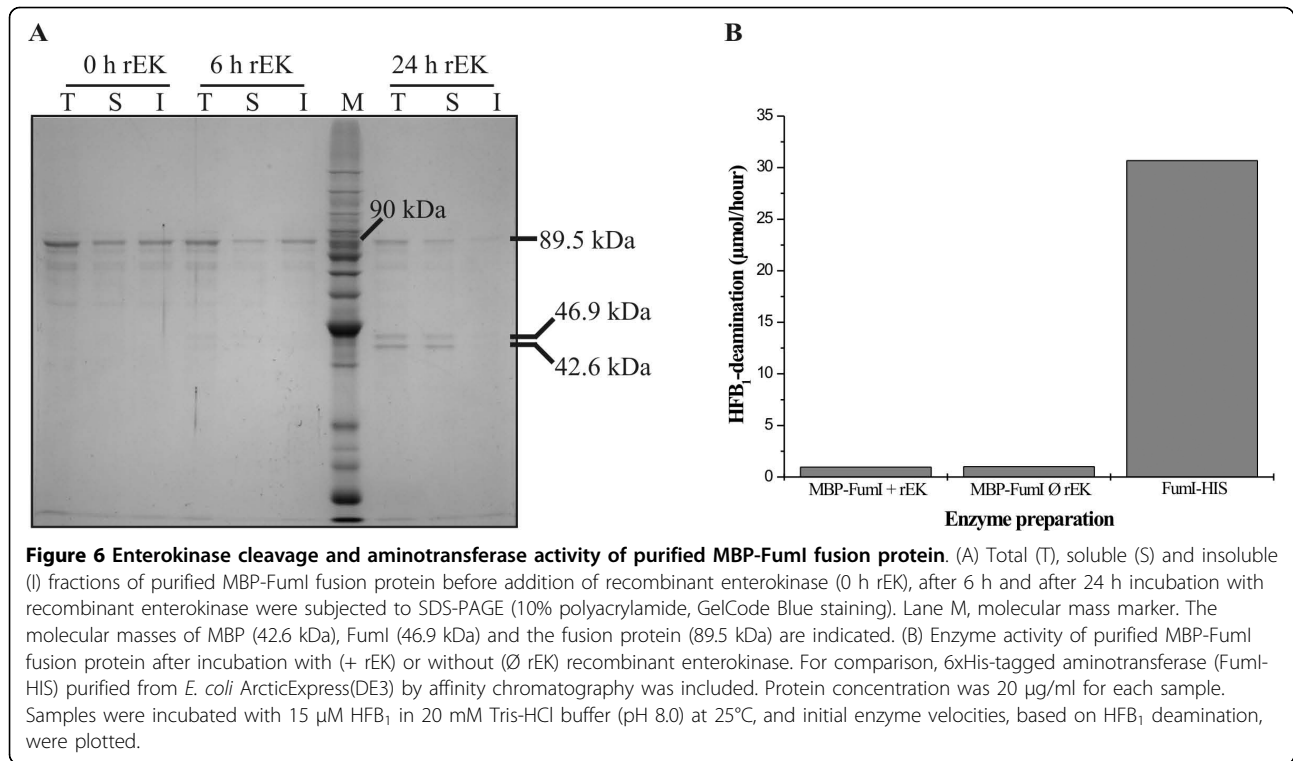 A
0 h rEK 6 h rEK 24 h rEK
T S I T S I M T S I
90 kDa
89.5 kDa
46.9 kDa
42.6 kDa
B
HFB₁-deamination (µmol/hour)
35
30
25
20
15
10
5
0
MBP-FumI + rEK MBP-FumI Ø rEK FumI-HIS
Enzyme preparation
Figure 6 Enterokinase cleavage and aminotransferase activity of purified MBP-FumI fusion protein. (A) Total (T), soluble (S) and insoluble
(I) fractions of purified MBP-FumI fusion protein before addition of recombinant enterokinase (0 h rEK), after 6 h and after 24 h incubation with
recombinant enterokinase were subjected to SDS-PAGE (10% polyacrylamide, GelCode Blue staining). Lane M, molecular mass marker. The
molecular masses of MBP (42.6 kDa), FumI (46.9 kDa) and the fusion protein (89.5 kDa) are indicated. (B) Enzyme activity of purified MBP-FumI
fusion protein after incubation with (+ rEK) or without (Ø rEK) recombinant enterokinase. For comparison, 6xHis-tagged aminotransferase (FumI-
HIS) purified from E. coli ArcticExpress(DE3) by affinity chromatography was included. Protein concentration was 20 µg/ml for each sample.
Samples were incubated with 15 µM HFB₁ in 20 mM Tris-HCl buffer (pH 8.0) at 25°C, and initial enzyme velocities, based on HFB₁ deamination,
were plotted.